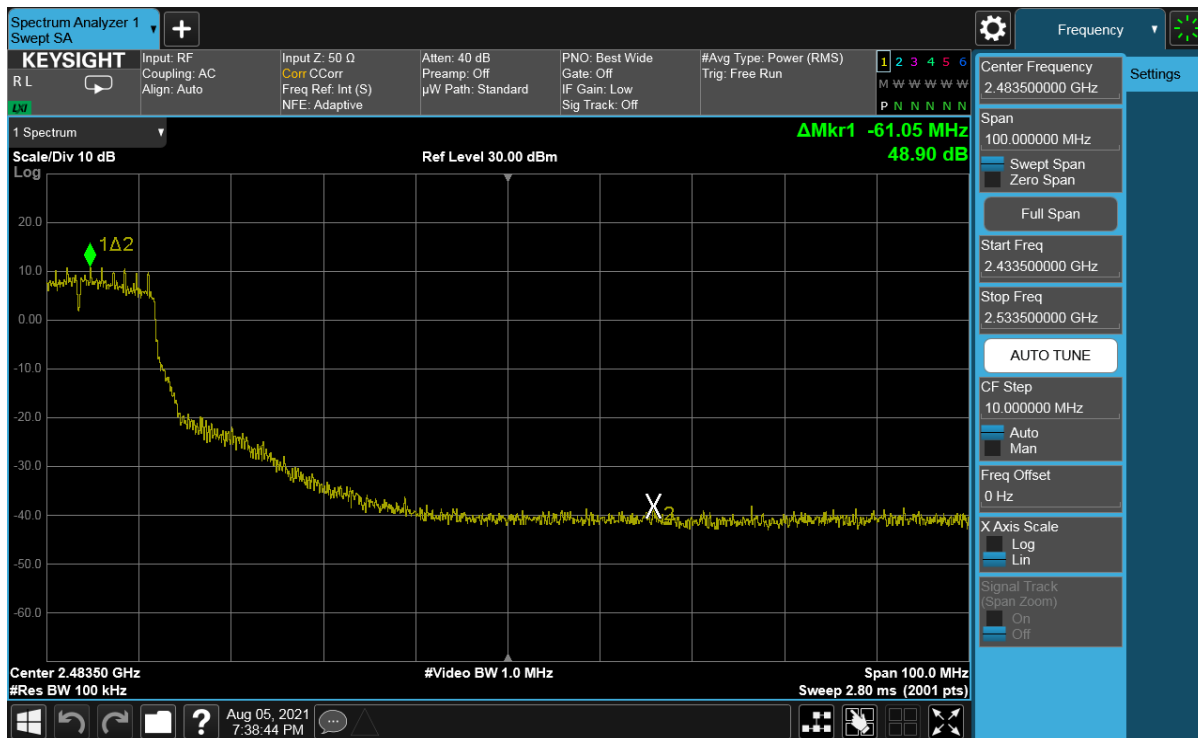 Spectrum Analyzer 1
Swept SA
Frequency
KEYSIGHT
R L
LXI
Input: RF
Coupling: AC
Align: Auto
Input Z: 50 Ω
Corr CCorr
Freq Ref: Int (S)
NFE: Adaptive
Atten: 40 dB
Preamp: Off
µW Path: Standard
PNO: Best Wide
Gate: Off
IF Gain: Low
Sig Track: Off
#Avg Type: Power (RMS)
Trig: Free Run
1 2 3 4 5 6
M W W W W W
P N N N N N
1 Spectrum
Scale/Div 10 dB
Log
Ref Level 30.00 dBm
ΔMkr1 -61.05 MHz
48.90 dB
20.0
10.0
0.00
-10.0
-20.0
-30.0
-40.0
-50.0
-60.0
1Δ2
X2
Center 2.48350 GHz
#Res BW 100 kHz
#Video BW 1.0 MHz
Span 100.0 MHz
Sweep 2.80 ms (2001 pts)
Center Frequency
2.483500000 GHz
Span
100.000000 MHz
Swept Span
Zero Span
Full Span
Start Freq
2.433500000 GHz
Stop Freq
2.533500000 GHz
AUTO TUNE
CF Step
10.000000 MHz
Auto
Man
Freq Offset
0 Hz
X Axis Scale
Log
Lin
Signal Track
(Span Zoom)
On
Off
Settings
?
Aug 05, 2021
7:38:44 PM